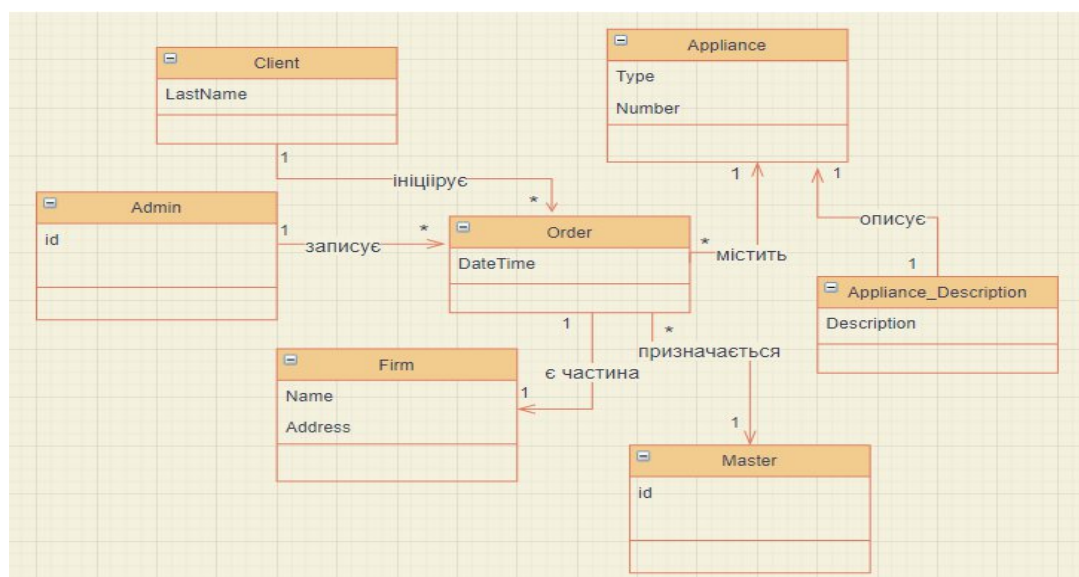 Client
LastName
1
ініціірує
*
Admin
id
1
записує
*
Order
DateTime
*
містить
1
Appliance
Type
Number
1
описує
1
Appliance_Description
Description
1
є частина
1
Firm
Name
Address
*
призначається
1
Master
id